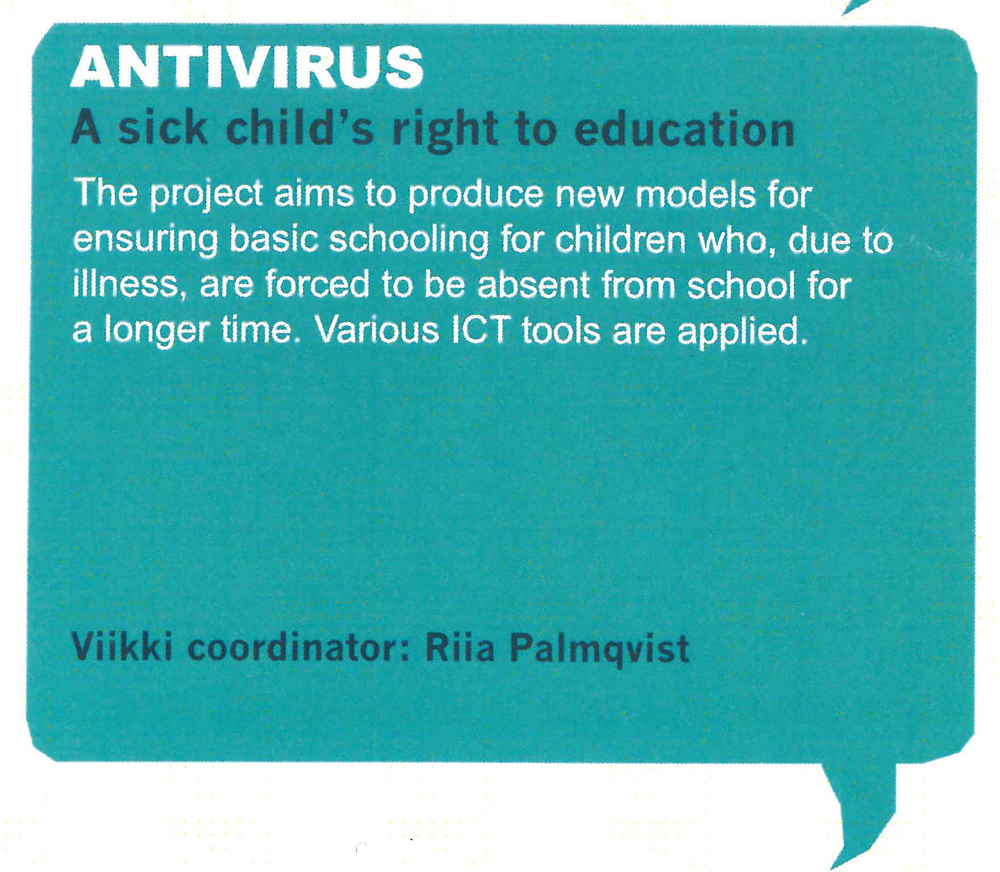 ANTIVIRUS
A sick child's right to education
The project aims to produce new models for
ensuring basic schooling for children who, due to
illness, are forced to be absent from school for
a longer time. Various ICT tools are applied.
Viikki coordinator: Riia Palmqvist